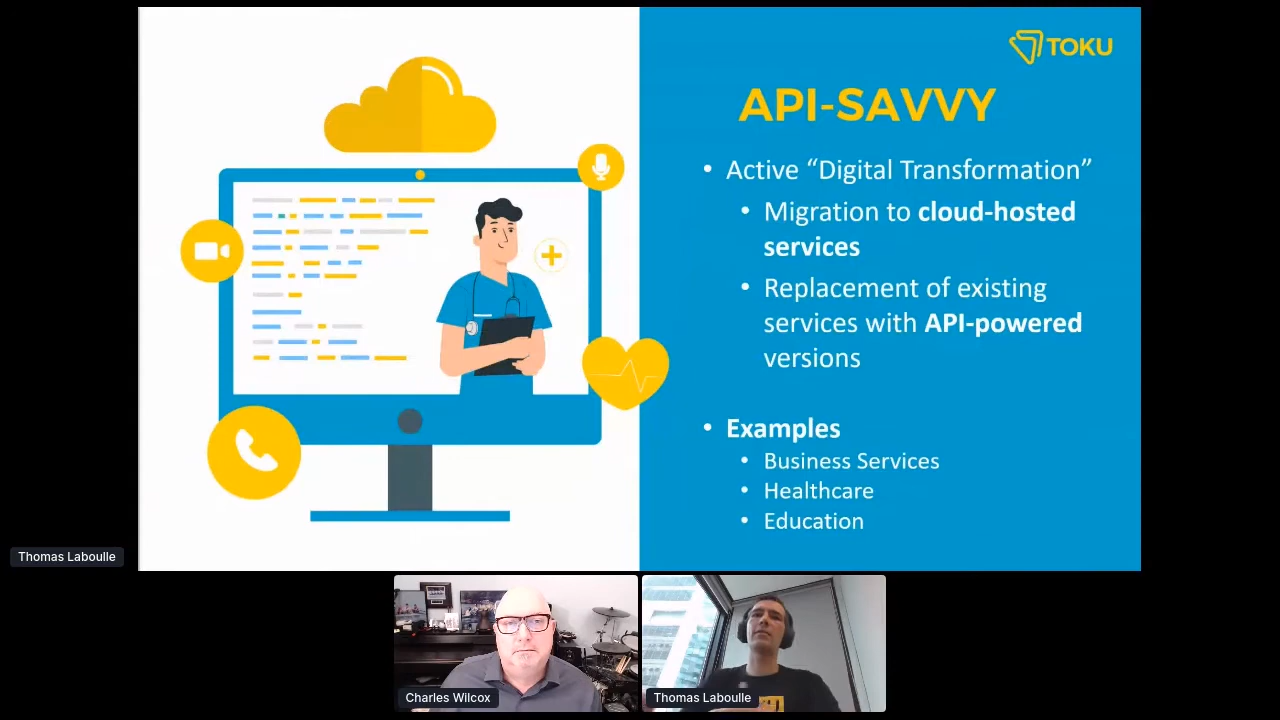 TOKU
API-SAVVY
• Active “Digital Transformation”
• Migration to cloud-hosted
services
• Replacement of existing
services with API-powered
versions
• Examples
• Business Services
• Healthcare
• Education
Thomas Laboulle
Charles Wilcox
Thomas Laboulle